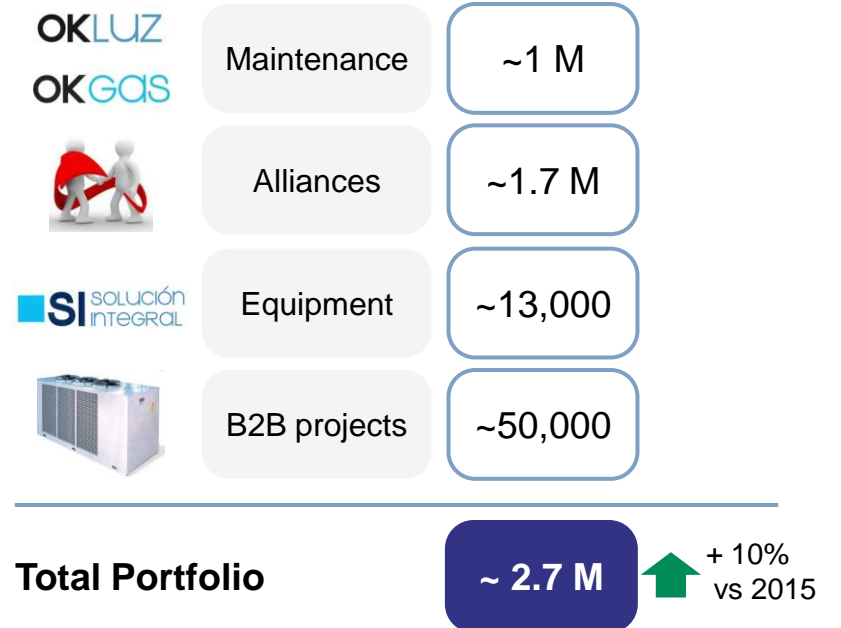 OKLUZ
OKGAS
Maintenance
~1 M
Alliances
~1.7 M
SI SOLUCIÓN
INTEGRAL
Equipment
~13,000
B2B projects
~50,000
Total Portfolio
~ 2.7 M
+ 10%
vs 2015